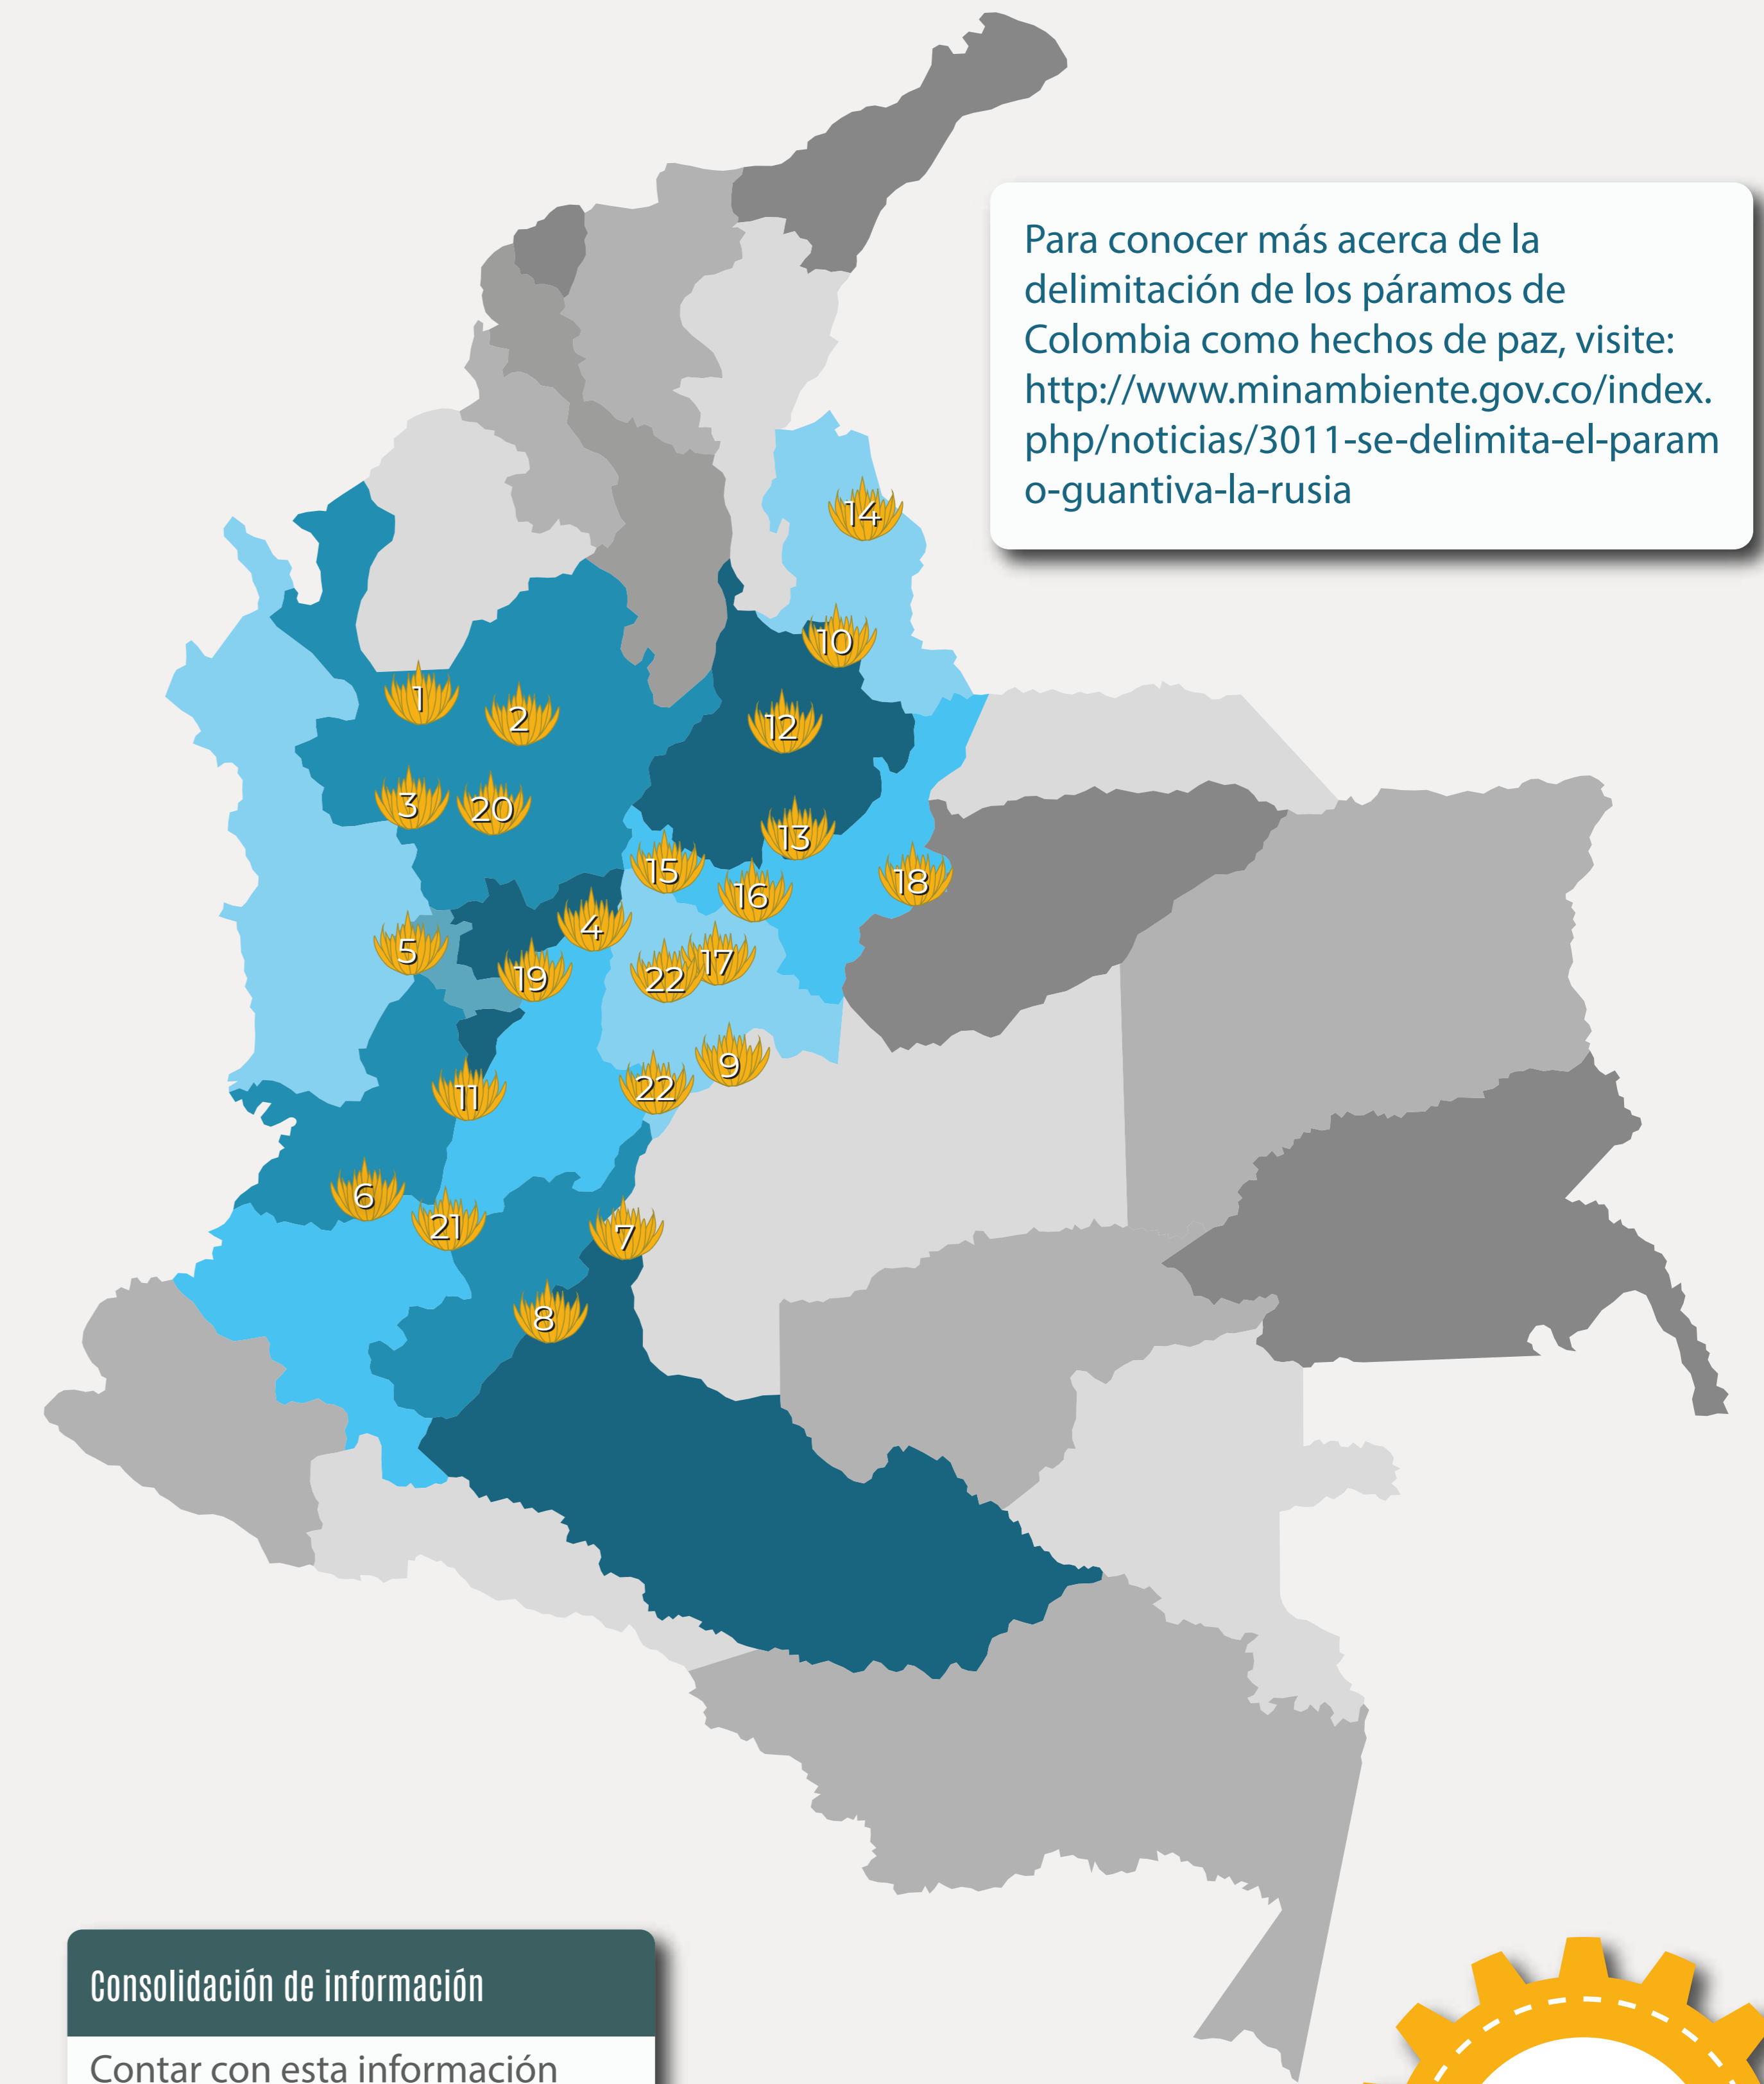 Para conocer más acerca de la
delimitación de los páramos de
Colombia como hechos de paz, visite:
http://www.minambiente.gov.co/index.
php/noticias/3011-se-delimita-el-param
o-guantiva-la-rusia
14
10
1
2
12
3
20
13
15
16
18
4
5
19
22
17
9
22
11
6
21
7
8
Consolidación de información
Contar con esta información